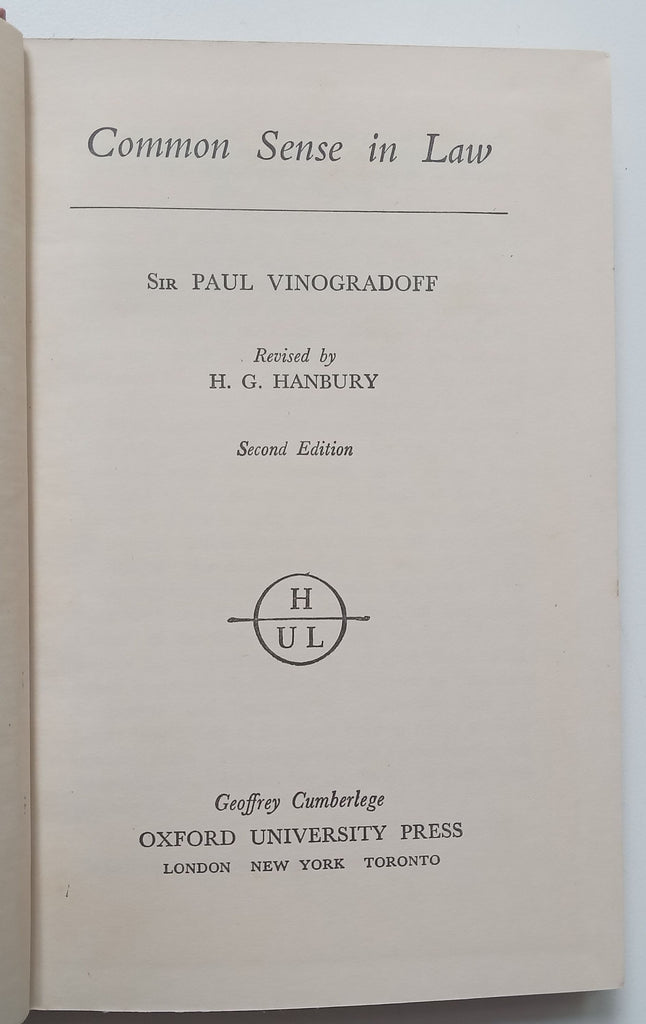 Common Sense in Law
Sir PAUL VINOGRADOFF
Revised by
H. G. HANBURY
Second Edition
H
U L
Geoffrey Cumberlege
OXFORD UNIVERSITY PRESS
LONDON NEW YORK TORONTO